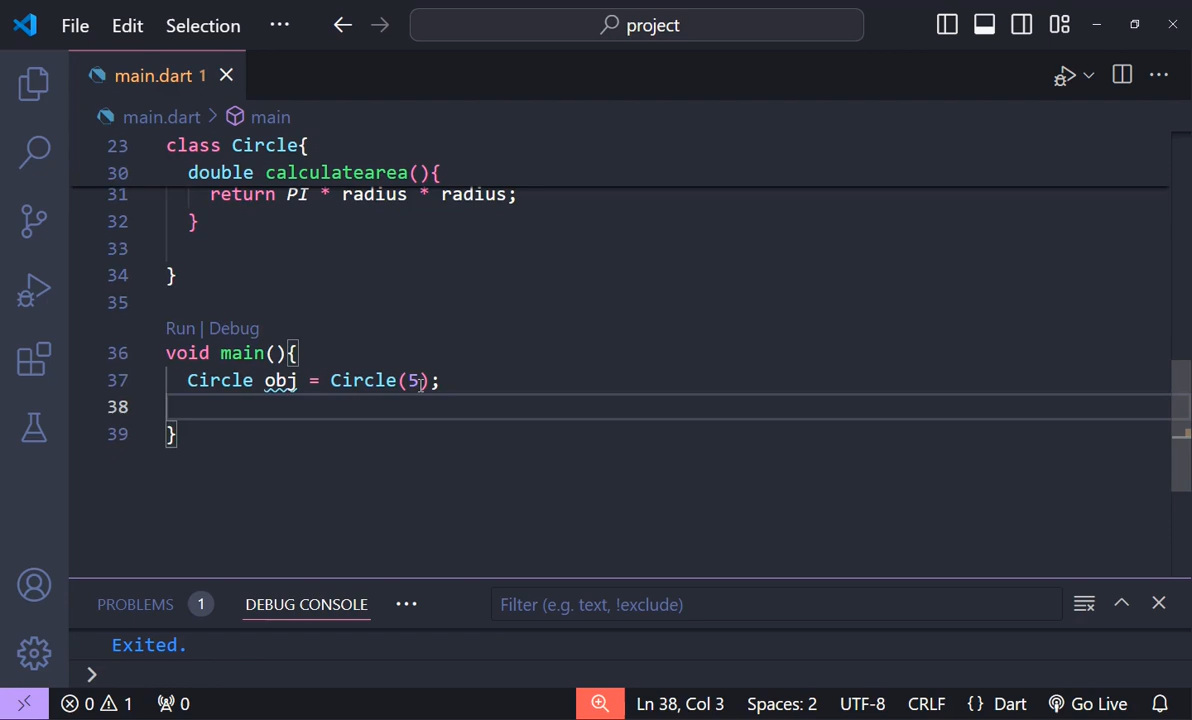 File Edit Selection ··· project
main.dart 1
main.dart > main
23 class Circle{
30 double calculatearea(){
31 return PI * radius * radius;
32 }
33
34 }
35
Run | Debug
36 void main(){
37 Circle obj = Circle(5);
38
39 }
PROBLEMS 1 DEBUG CONSOLE ··· Filter (e.g. text, !exclude)
Exited.
>
0 1 0 Ln 38, Col 3 Spaces: 2 UTF-8 CRLF {} Dart Go Live